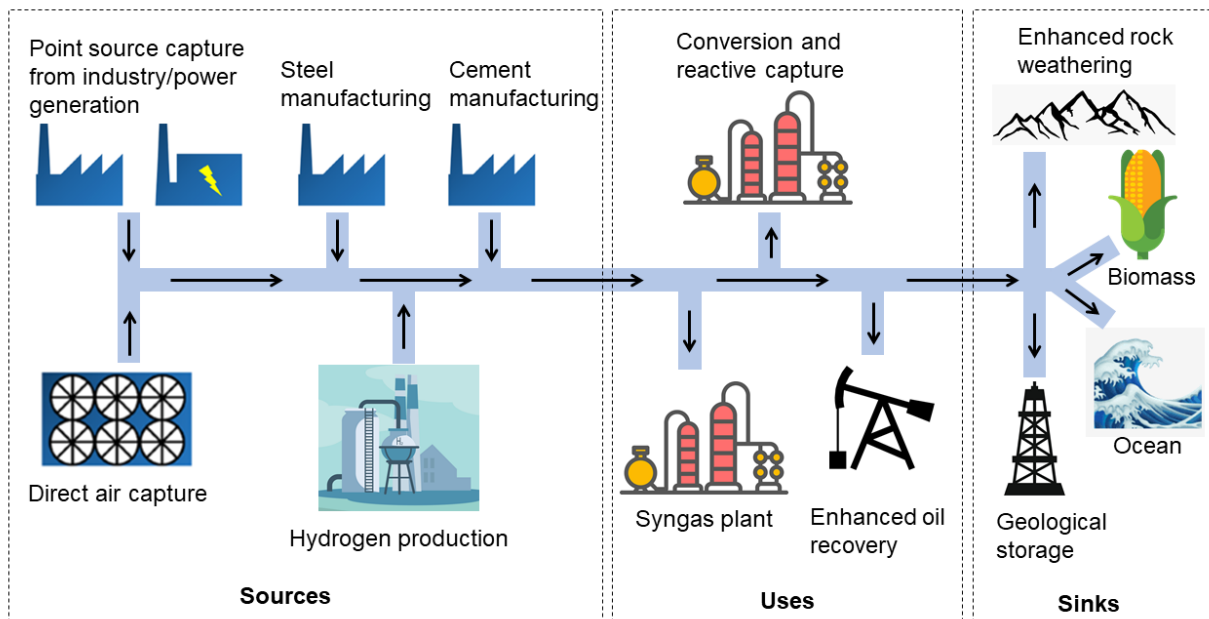 Point source capture
from industry/power
generation
Steel
manufacturing
Cement
manufacturing
Direct air capture
H₂
Hydrogen production
Sources
Conversion and
reactive capture
Syngas plant
Enhanced oil
recovery
Uses
Enhanced rock
weathering
Biomass
Ocean
Geological
storage
Sinks